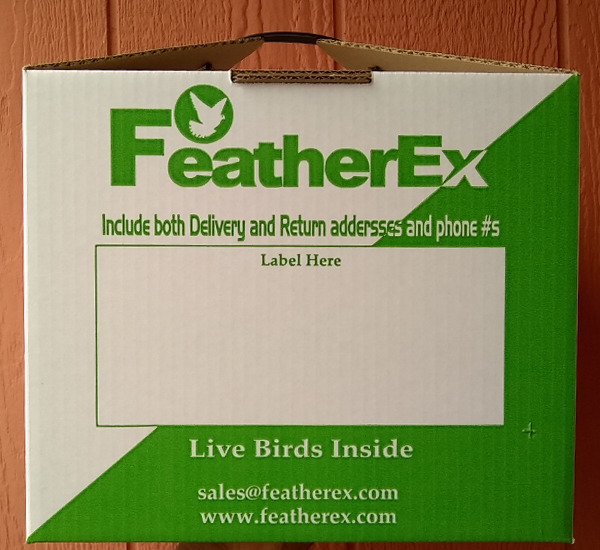 FeatherEx
Include both Delivery and Return addersses and phone #s
Label Here
Live Birds Inside
sales@featherex.com
www.featherex.com